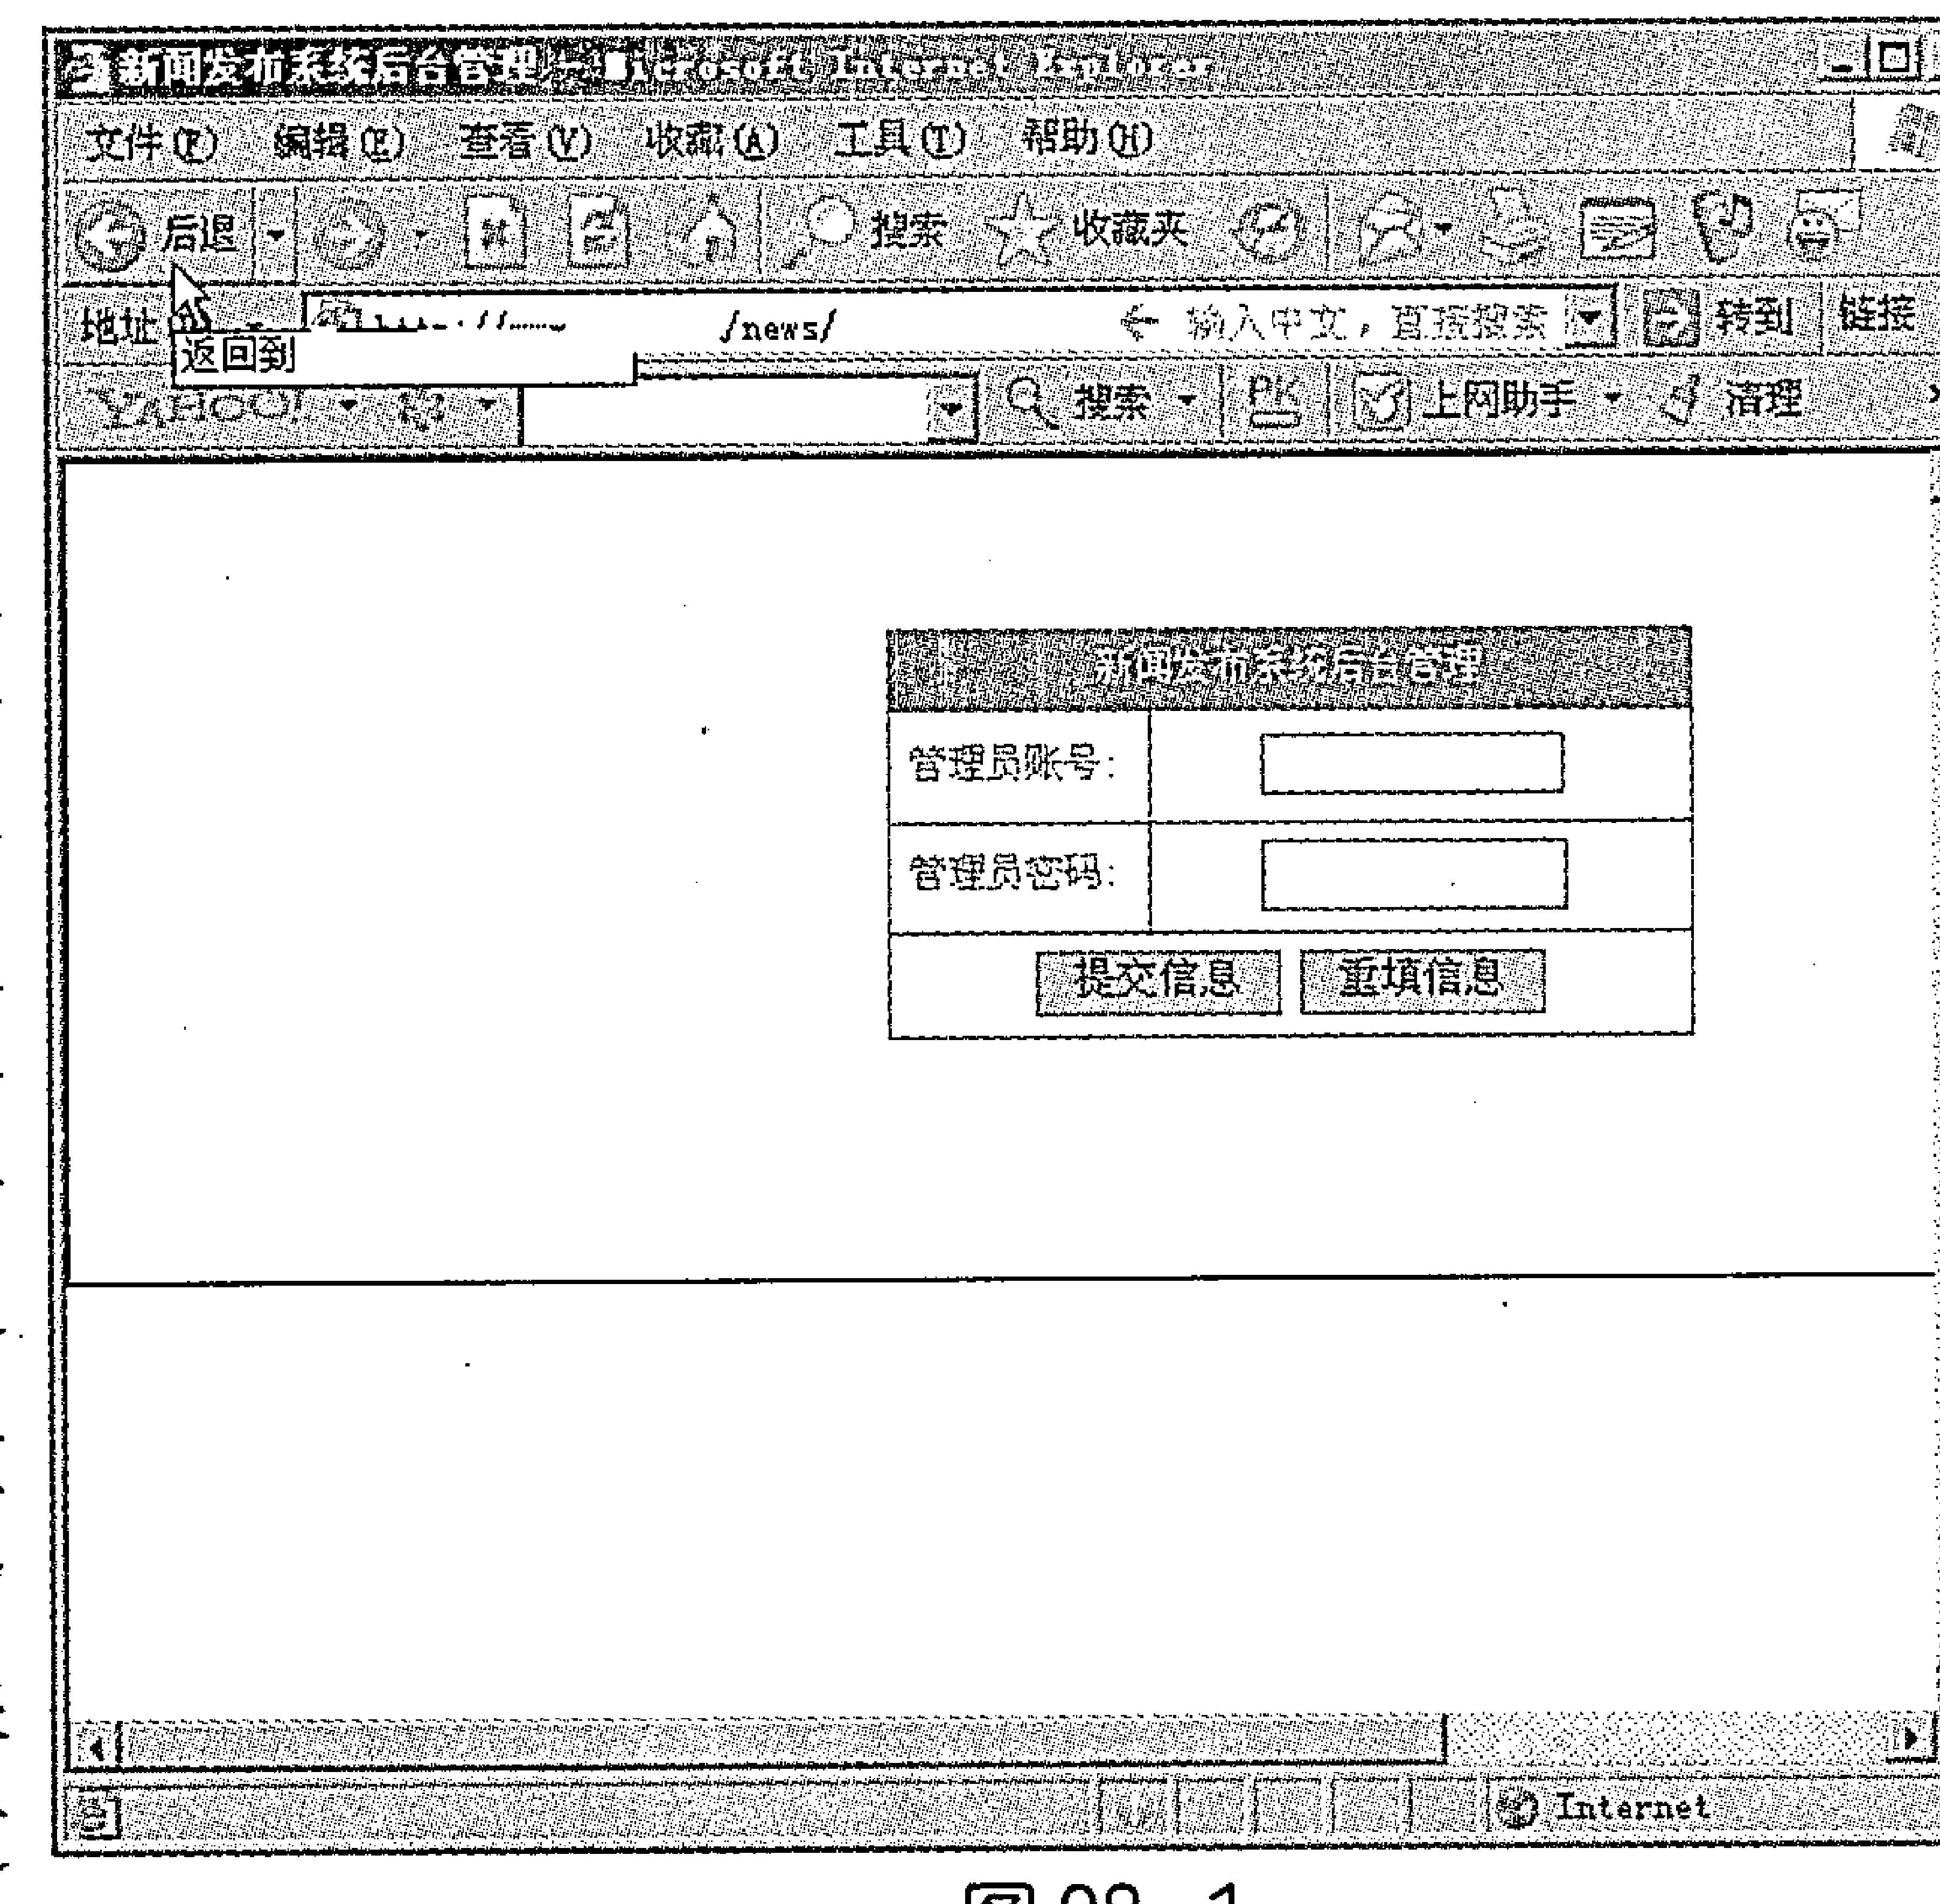 新闻发布系统后台管理 - Microsoft Internet Explorer
文件(F) 编辑(E) 查看(V) 收藏(A) 工具(T) 帮助(H)
后退 搜索 收藏夹
地址 /news/ ← 输入中文，直接搜索 转到 链接
返回到
YAHOO! 搜索 PK 上网助手 清理
新闻发布系统后台管理
管理员账号:
管理员密码:
提交信息 重填信息
Internet